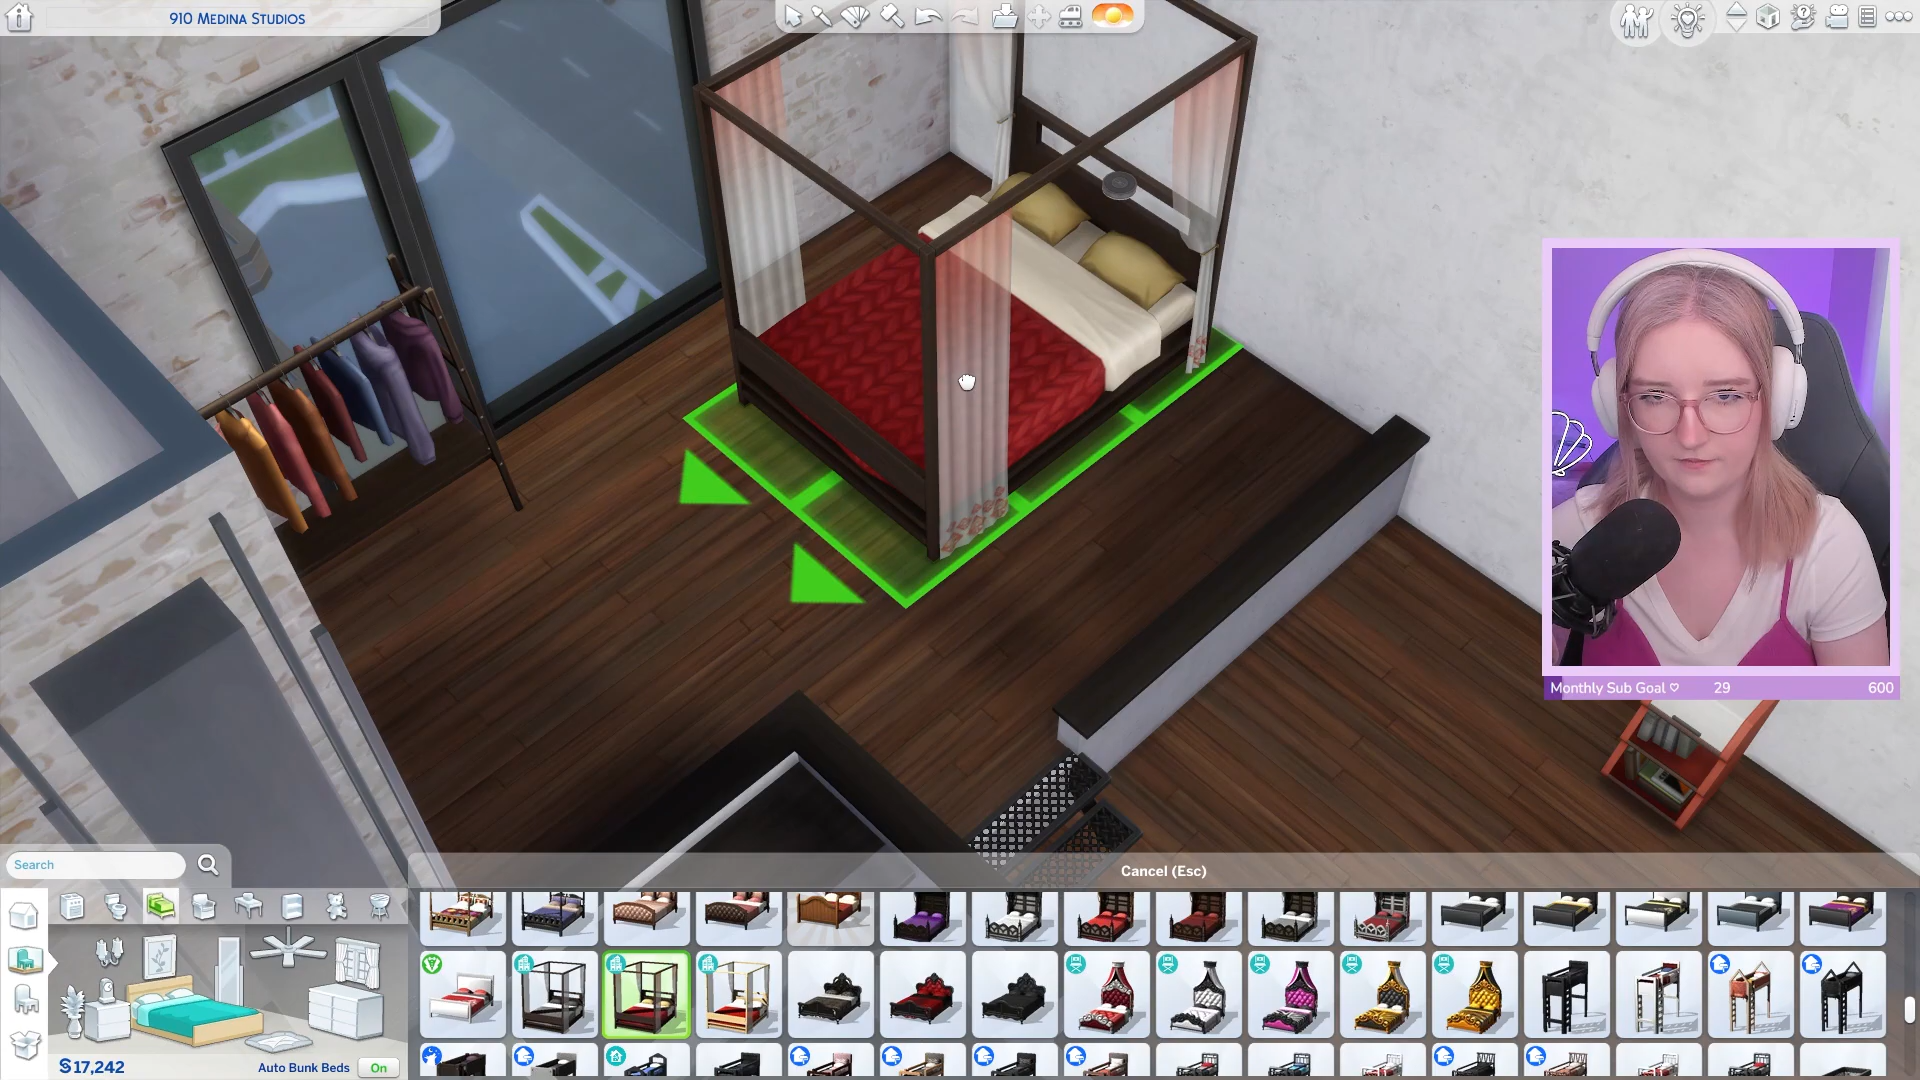 910 Medina Studios
Monthly Sub Goal ♡ 29 600
Search
Cancel (Esc)
§17,242
Auto Bunk Beds On